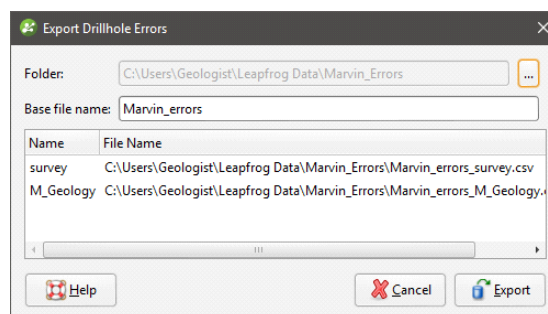 Export Drillhole Errors
Folder: C:\Users\Geologist\Leapfrog Data\Marvin_Errors ...
Base file name: Marvin_errors
Name File Name
survey C:\Users\Geologist\Leapfrog Data\Marvin_Errors\Marvin_errors_survey.csv
M_Geology C:\Users\Geologist\Leapfrog Data\Marvin_Errors\Marvin_errors_M_Geology.
Help Cancel Export